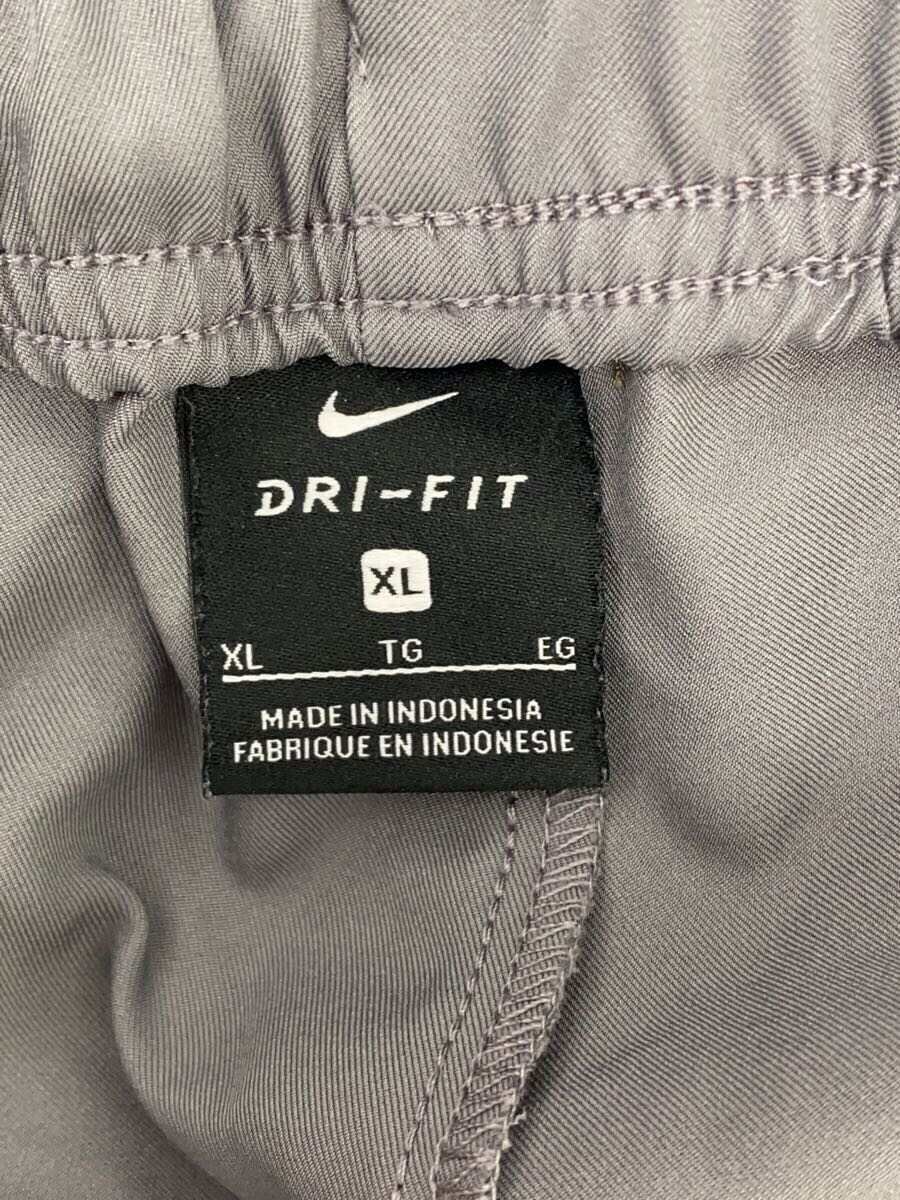 DRI-FIT
XL
XL TG EG
MADE IN INDONESIA
FABRIQUE EN INDONESIE